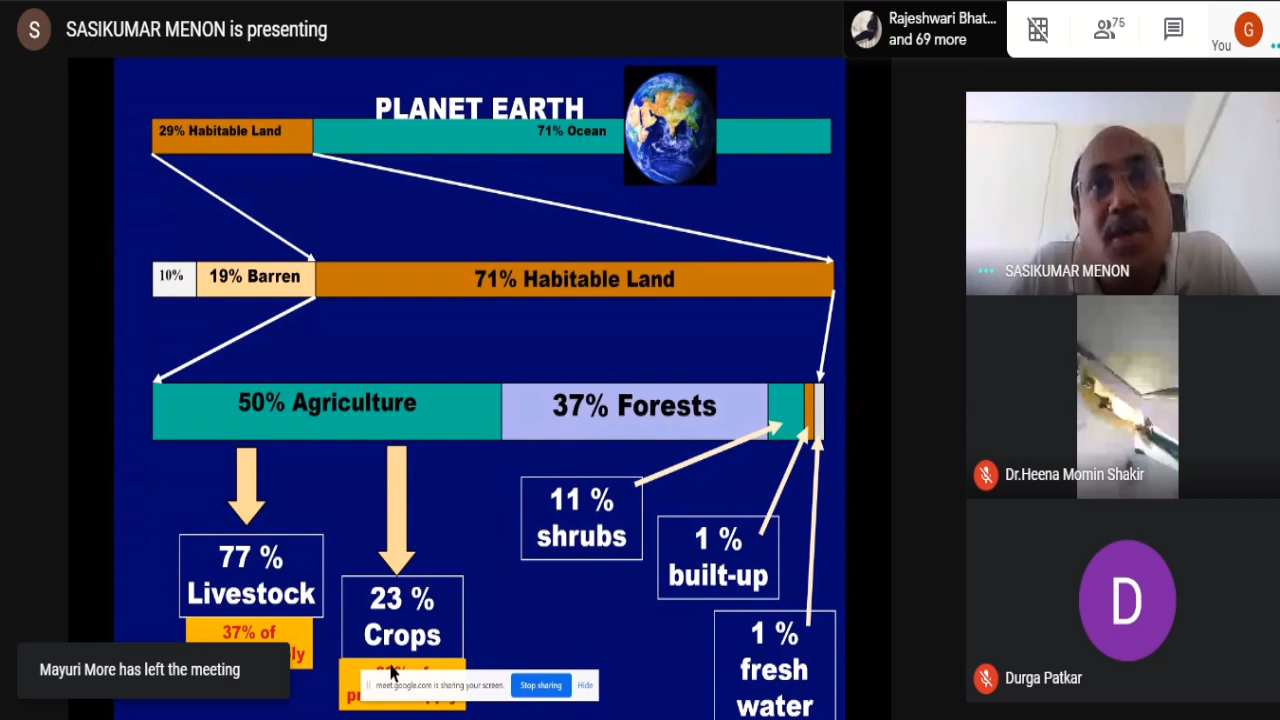 S
SASIKUMAR MENON is presenting
Rajeshwari Bhat...
and 69 more
75
You
G
PLANET EARTH
29% Habitable Land
71% Ocean
10%
19% Barren
71% Habitable Land
50% Agriculture
37% Forests
11 %
shrubs
1 %
built-up
1 %
fresh
water
77 %
Livestock
37% of
23 %
Crops
Mayuri More has left the meeting
meet.google.com is sharing your screen.
Stop sharing
Hide
SASIKUMAR MENON
Dr.Heena Momin Shakir
D
Durga Patkar